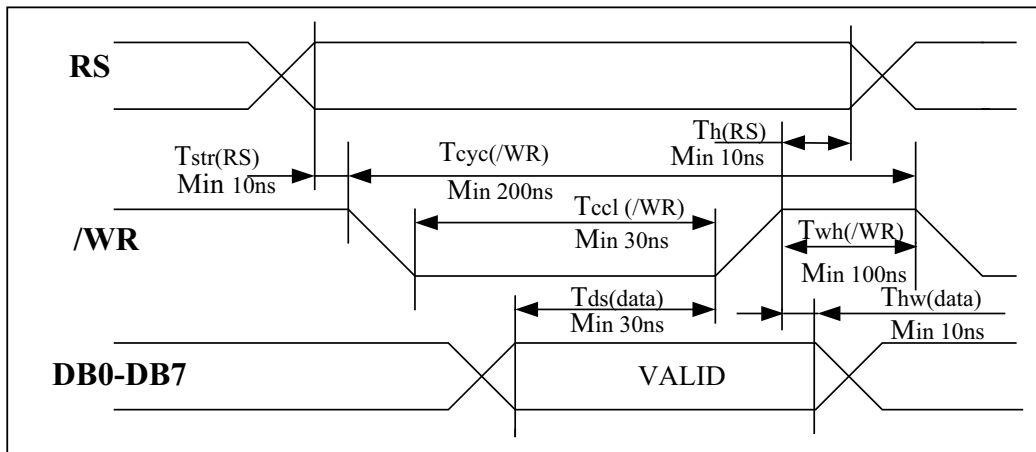 RS
Th(RS)
Min 10ns
Tstr(RS)
Min 10ns
Tcyc(/WR)
Min 200ns
/WR
Tccl (/WR)
Min 30ns
Twh(/WR)
Min 100ns
Tds(data)
Min 30ns
Thw(data)
Min 10ns
DB0-DB7
VALID